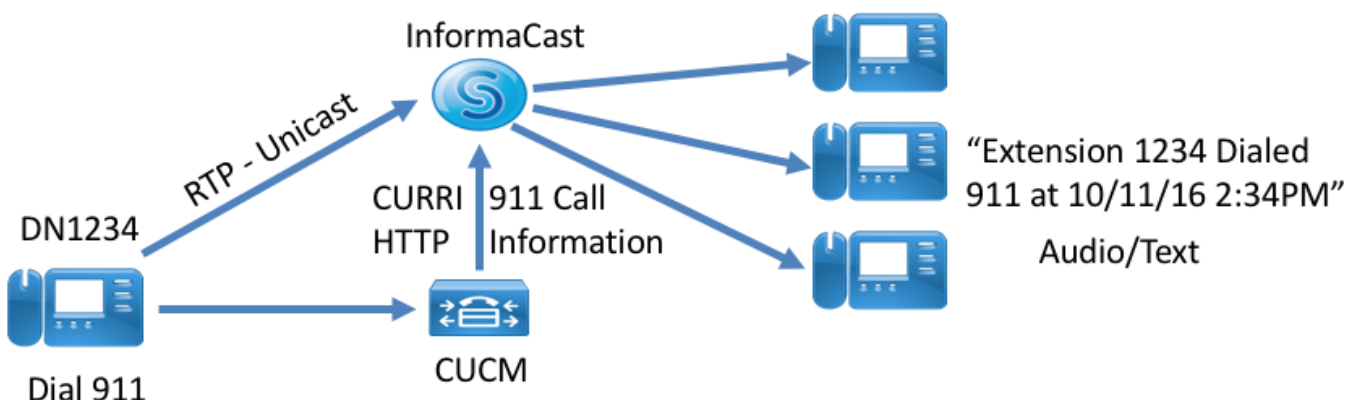 InformaCast
RTP - Unicast
CURRI
HTTP
911 Call
Information
DN1234
Dial 911
CUCM
“Extension 1234 Dialed
911 at 10/11/16 2:34PM”
Audio/Text